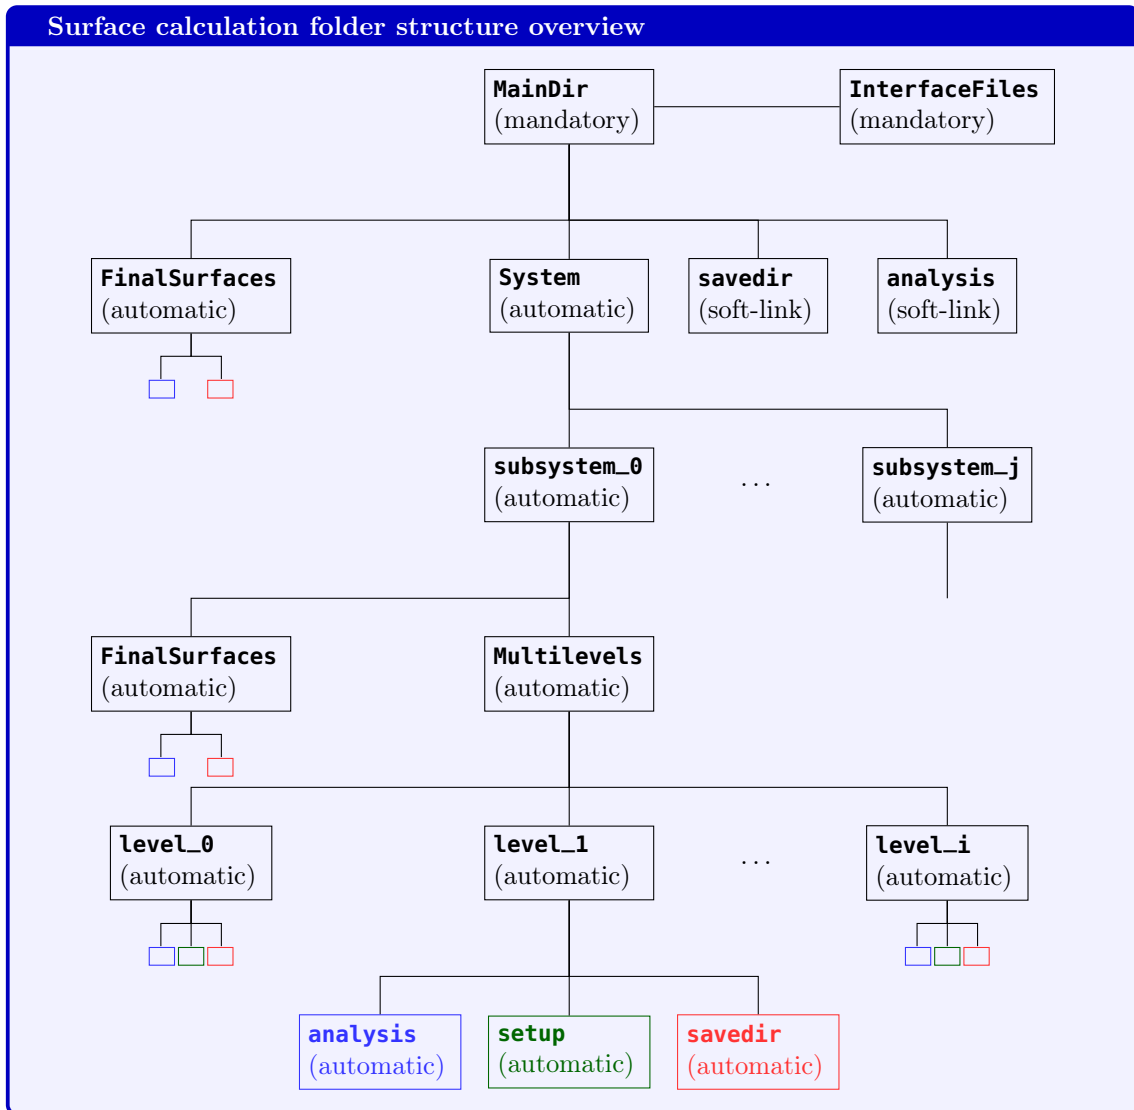 Surface calculation folder structure overview
MainDir
(mandatory)
InterfaceFiles
(mandatory)
FinalSurfaces
(automatic)
System
(automatic)
savedir
(soft-link)
analysis
(soft-link)
subsystem_0
(automatic)
...
subsystem_j
(automatic)
FinalSurfaces
(automatic)
Multilevels
(automatic)
level_0
(automatic)
level_1
(automatic)
...
level_i
(automatic)
analysis
(automatic)
setup
(automatic)
savedir
(automatic)